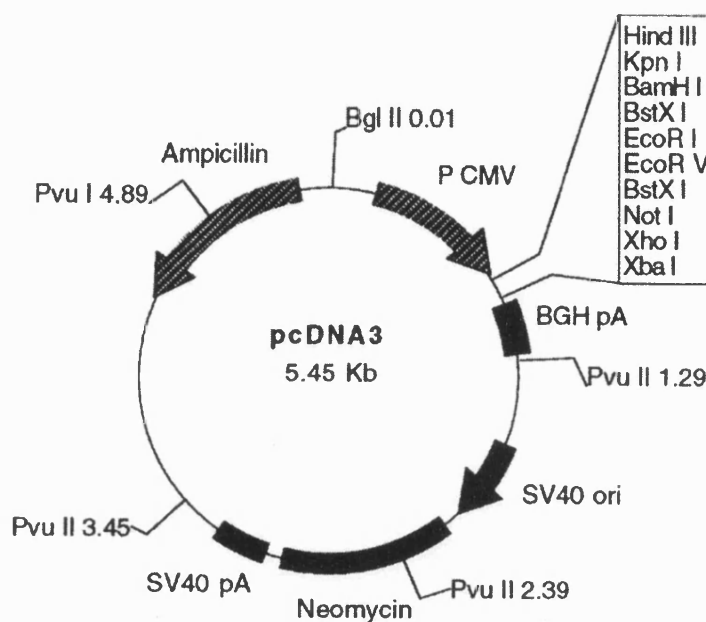 Hind III
Kpn I
BamH I
BstX I
EcoR I
EcoR V
BstX I
Not I
Xho I
Xba I
Bgl II 0.01
Ampicillin
P CMV
Pvu I 4.89
BGH pA
pcDNA3
5.45 Kb
Pvu II 1.29
SV40 ori
Pvu II 3.45
SV40 pA
Pvu II 2.39
Neomycin